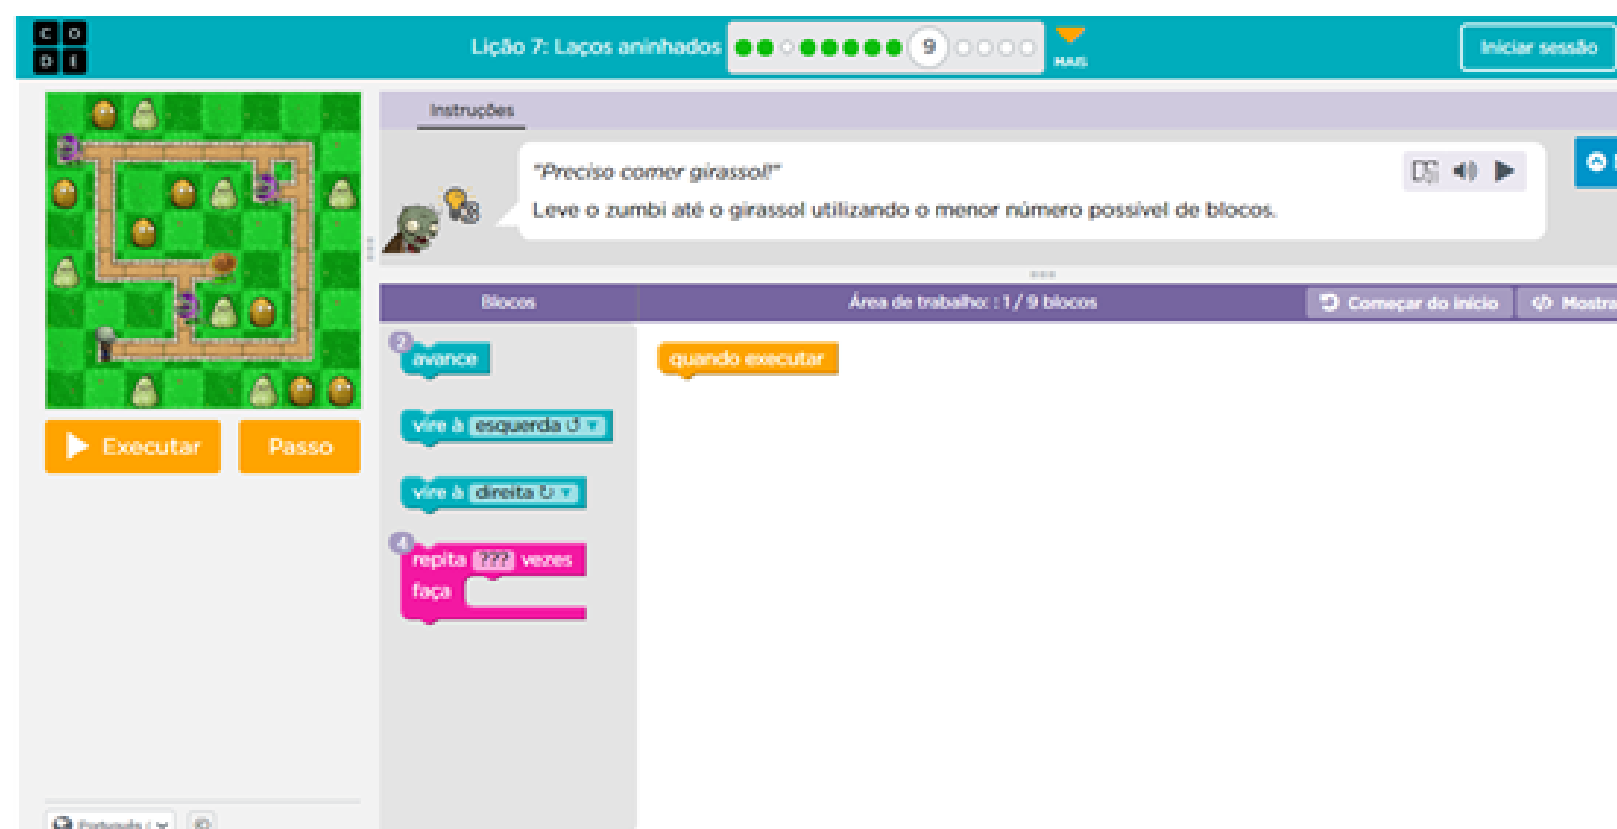 C O
D E
Lição 7: Laços aninhados
9
MAIS
Iniciar sessão
Instruções
"Preciso comer girassol!"
Leve o zumbi até o girassol utilizando o menor número possível de blocos.
Blocos
Área de trabalho: : 1 / 9 blocos
Começar do início
Mostra
2
avance
quando executar
vire à esquerda ↺ ▼
Executar
Passo
vire à direita ↻ ▼
4
repita ??? vezes
faça
Português (